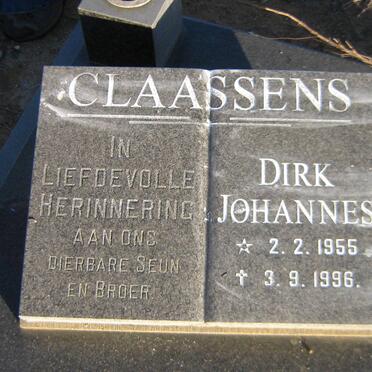 CLAASSENS
IN
LIEFDEVOLLE
HERINNERING
AAN ONS
DIERBARE SEUN
EN BROER
DIRK
JOHANNES
☆ 2.2.1955
✝ 3.9.1996.